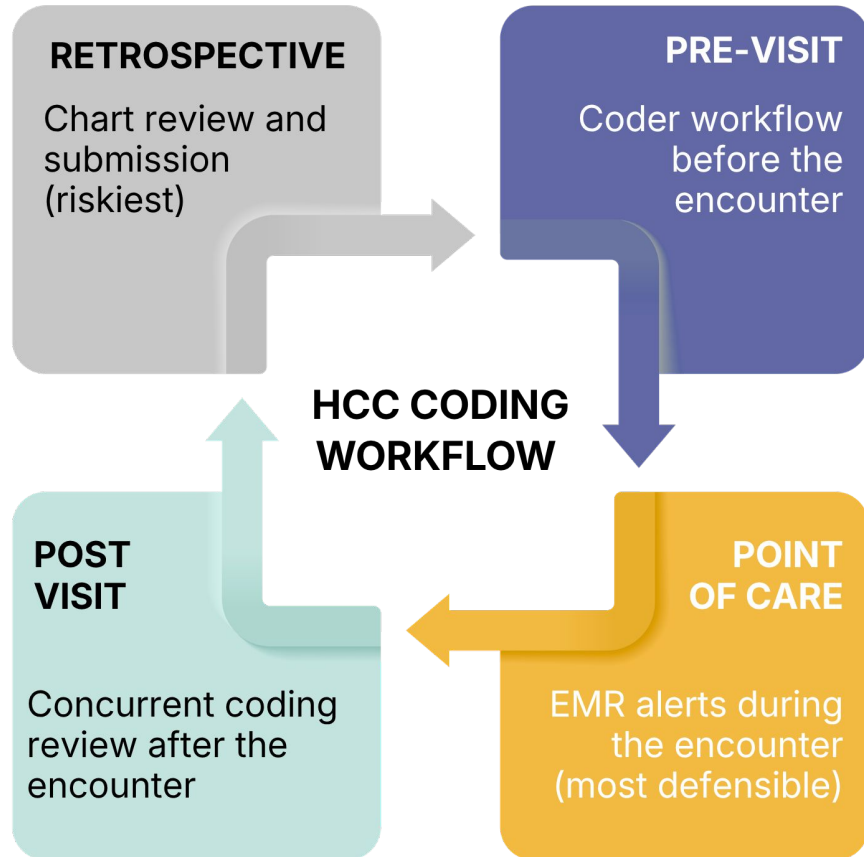 RETROSPECTIVE
Chart review and
submission
(riskiest)
PRE-VISIT
Coder workflow
before the
encounter
HCC CODING
WORKFLOW
POST
VISIT
Concurrent coding
review after the
encounter
POINT
OF CARE
EMR alerts during
the encounter
(most defensible)